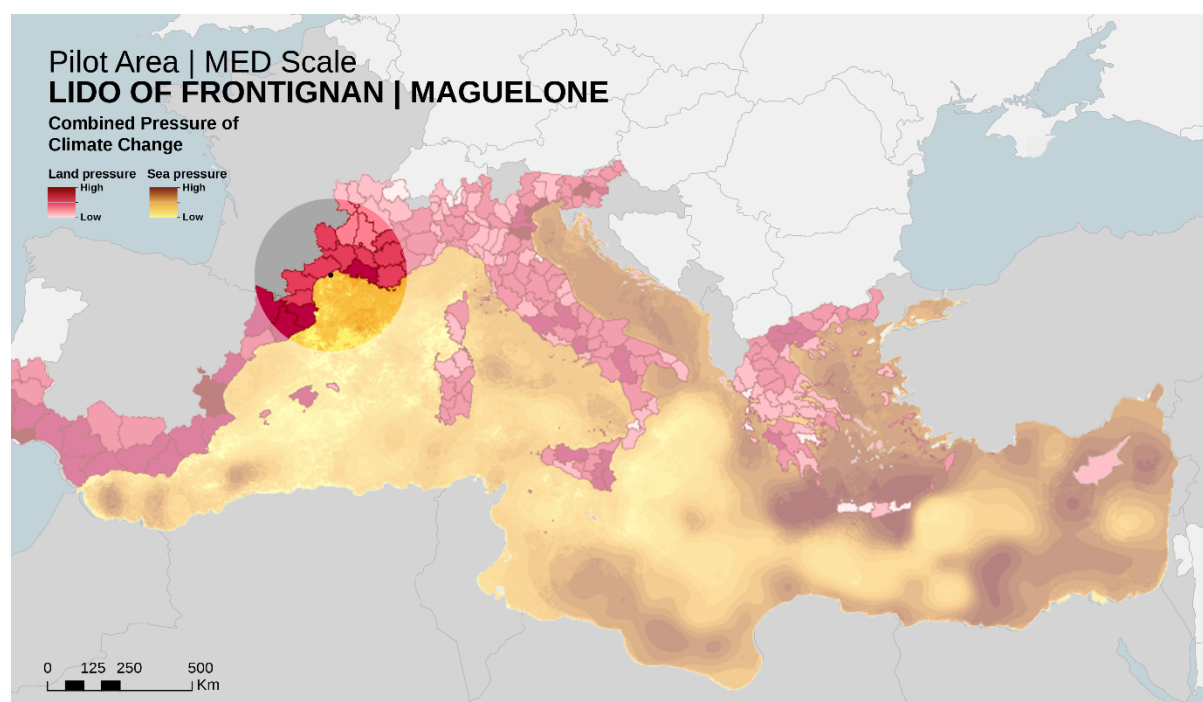 Pilot Area | MED Scale
LIDO OF FRONTIGNAN | MAGUELONE
Combined Pressure of
Climate Change
Land pressure Sea pressure
High High
Low Low
0 125 250 500
Km